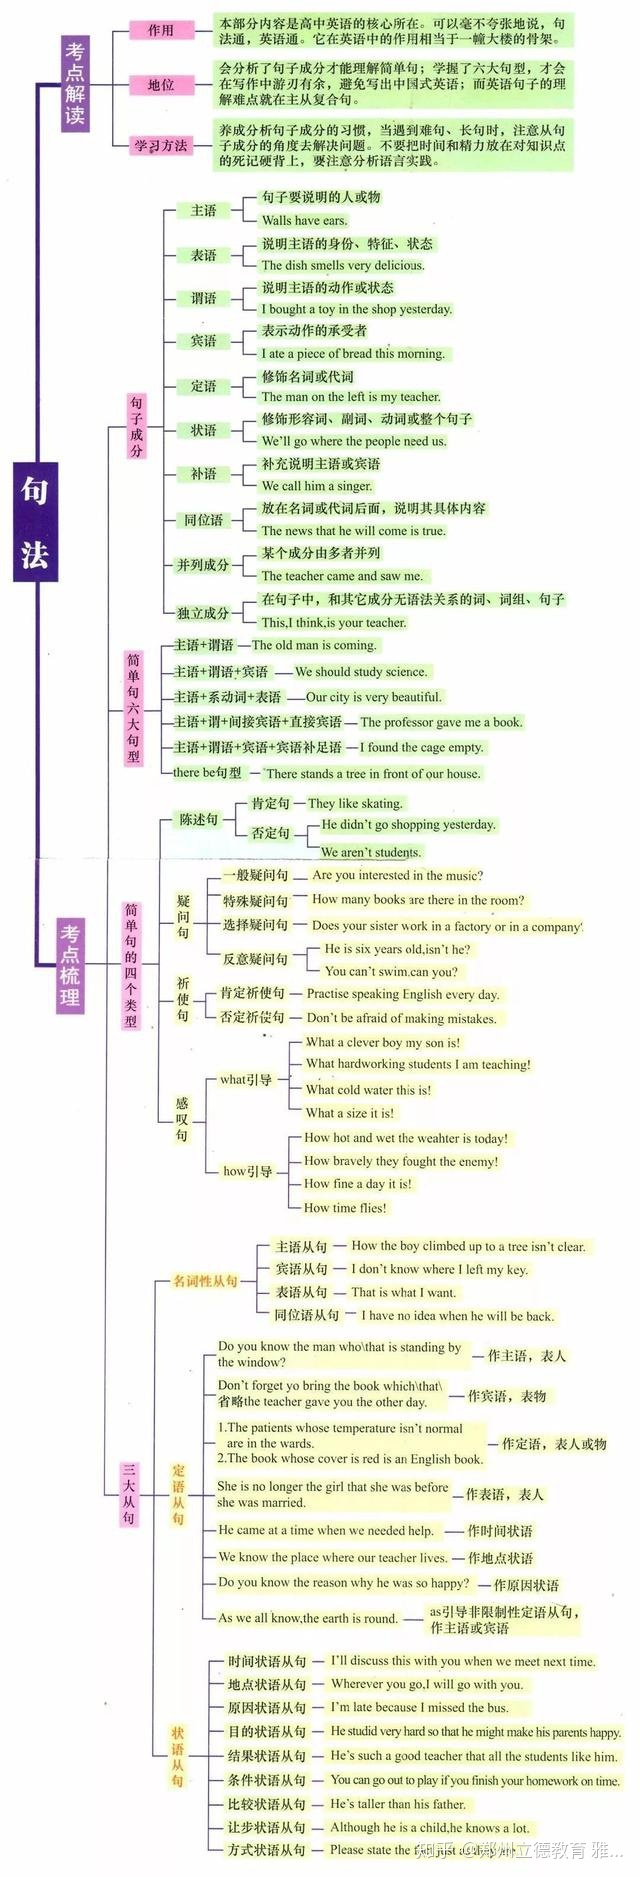 句法
考点解读
作用
本部分内容是高中英语的核心所在。可以毫不夸张地说，句
法通，英语通。它在英语中的作用相当于一幢大楼的骨架。
地位
会分析了句子成分才能理解简单句；学握了六大句型，才会
在写作中游刃有余，避免写出中国式英语；而英语句子的理
解难点就在主从复合句。
学习方法
养成分析句子成分的习惯，当遇到难句、长句时，注意从句
子成分的角度去解决问题。不要把时间和精力放在对知识点
的死记硬背上，要注意分析语言实践。
考点梳理
句子成分
主语
句子要说明的人或物
Walls have ears.
表语
说明主语的身份、特征、状态
The dish smells very delicious.
谓语
说明主语的动作或状态
I bought a toy in the shop yesterday.
宾语
表示动作的承受者
I ate a piece of bread this morning.
定语
修饰名词或代词
The man on the left is my teacher.
状语
修饰形容词、副词、动词或整个句子
We'll go where the people need us.
补语
补充说明主语或宾语
We call him a singer.
同位语
放在名词或代词后面，说明其具体内容
The news that he will come is true.
并列成分
某个成分由多者并列
The teacher came and saw me.
独立成分
在句子中，和其它成分无语法关系的词、词组、句子
This,I think,is your teacher.
简单句六大句型
主语+谓语 The old man is coming.
主语+谓语+宾语 We should study science.
主语+系动词+表语 Our city is very beautiful.
主语+谓+间接宾语+直接宾语 The professor gave me a book.
主语+谓语+宾语+宾语补足语 I found the cage empty.
there be句型 There stands a tree in front of our house.
简单句的四个类型
陈述句
肯定句 They like skating.
否定句
He didn't go shopping yesterday.
We aren't students.
疑问句
一般疑问句 Are you interested in the music?
特殊疑问句 How many books are there in the room?
选择疑问句 Does your sister work in a factory or in a company'
反意疑问句
He is six years old,isn't he?
You can't swim.can you?
祈使句
肯定祈使句 Practise speaking English every day.
否定祈使句 Don't be afraid of making mistakes.
感叹句
what引导
What a clever boy my son is!
What hardworking students I am teaching!
What cold water this is!
What a size it is!
how引导
How hot and wet the weahter is today!
How bravely they fought the enemy!
How fine a day it is!
How time flies!
三大从句
名词性从句
主语从句 How the boy climbed up to a tree isn't clear.
宾语从句 I don't know where I left my key.
表语从句 That is what I want.
同位语从句 I have no idea when he will be back.
定语从句
Do you know the man who\that is standing by
the window?
作主语，表人
Don't forget yo bring the book which\that\
省略the teacher gave you the other day.
作宾语，表物
1.The patients whose temperature isn't normal
are in the wards.
2.The book whose cover is red is an English book.
作定语，表人或物
She is no longer the girl that she was before
she was married.
作表语，表人
He came at a time when we needed help. 作时间状语
We know the place where our teacher lives. 作地点状语
Do you know the reason why he was so happy? 作原因状语
As we all know,the earth is round.
as引导非限制性定语从句，
作主语或宾语
状语从句
时间状语从句 I'll discuss this with you when we meet next time.
地点状语从句 Wherever you go,I will go with you.
原因状语从句 I'm late because I missed the bus.
目的状语从句 He studid very hard so that he might make his parents happy.
结果状语从句 He's such a good teacher that all the students like him.
条件状语从句 You can go out to play if you finish your homework on time.
比较状语从句 He's taller than his father.
让步状语从句 Although he is a child,he knows a lot.
方式状语从句 Please state the
知乎 @郑州立德教育 雅...